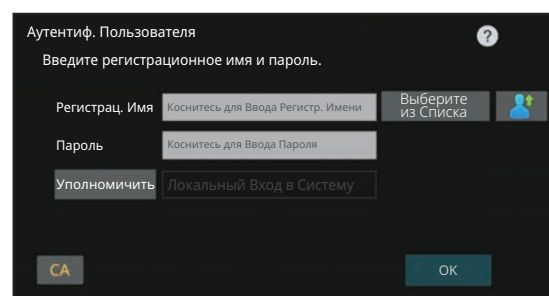 Аутентиф. Пользователя
?
Введите регистрационное имя и пароль.
Регистрац. Имя
Коснитесь для Ввода Регистр. Имени
Выберите
из Списка
Пароль
Коснитесь для Ввода Пароля
Уполномичить
Локальный Вход в Систему
CA
OK